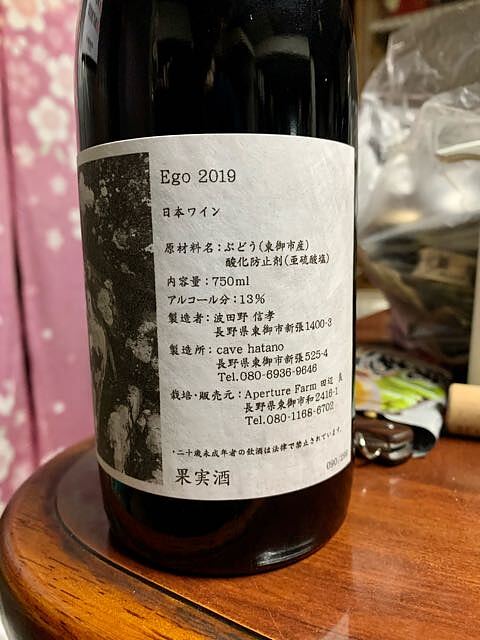 Ego 2019
日本ワイン
原材料名：ぶどう(東御市産)
酸化防止剤(亜硫酸塩)
内容量：750ml
アルコール分：13%
製造者：波田野 信孝
長野県東御市新張1400-3
製造所：cave hatano
長野県東御市新張525-4
Tel.080-6936-9646
栽培・販売元：Aperture Farm 田辺 良
長野県東御市和2416-1
Tel.080-1168-6702
・二十歳未成年者の飲酒は法律で禁止されています。
果実酒